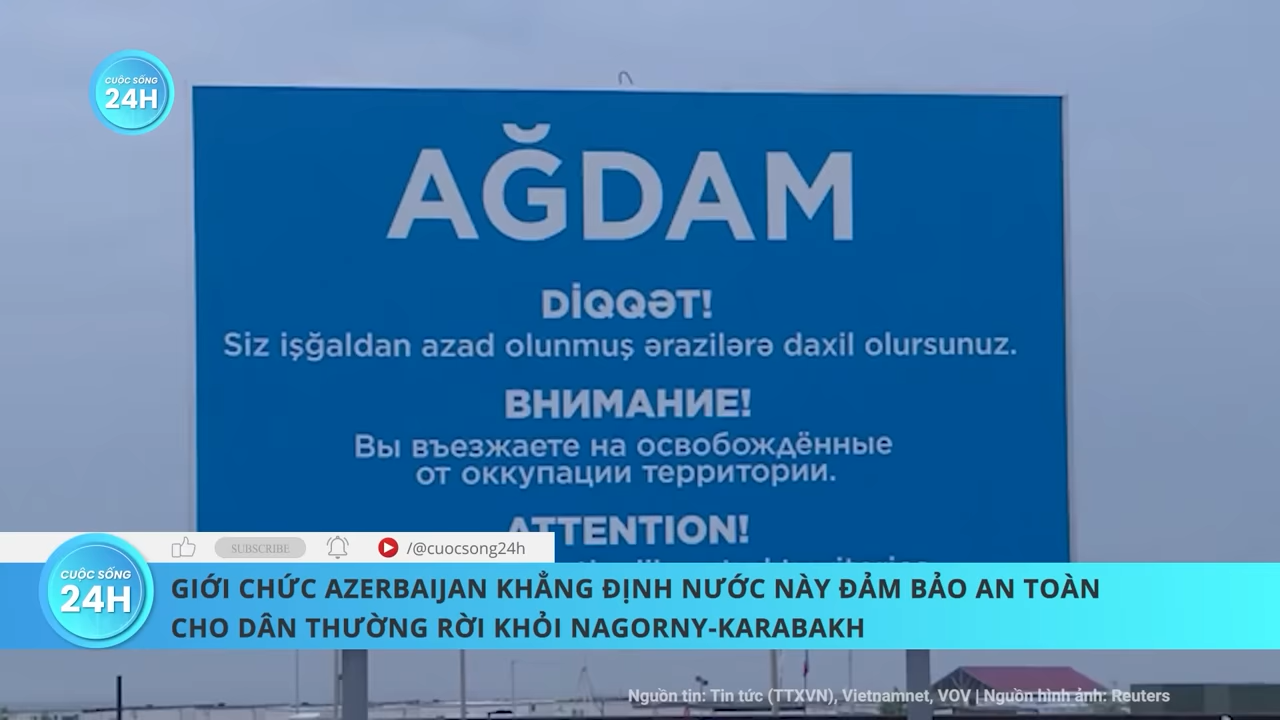 CUỘC SỐNG
24H
AĞDAM
DİQQƏT!
Siz işğaldan azad olunmuş ərazilərə daxil olursunuz.
ВНИМАНИЕ!
Вы въезжаете на освобождённые
от оккупации территории.
ATTENTION!
SUBSCRIBE
/@cuocsong24h
CUỘC SỐNG
24H
GIỚI CHỨC AZERBAIJAN KHẲNG ĐỊNH NƯỚC NÀY ĐẢM BẢO AN TOÀN
CHO DÂN THƯỜNG RỜI KHỎI NAGORNY-KARABAKH
Nguồn tin: Tin tức (TTXVN), Vietnamnet, VOV | Nguồn hình ảnh: Reuters